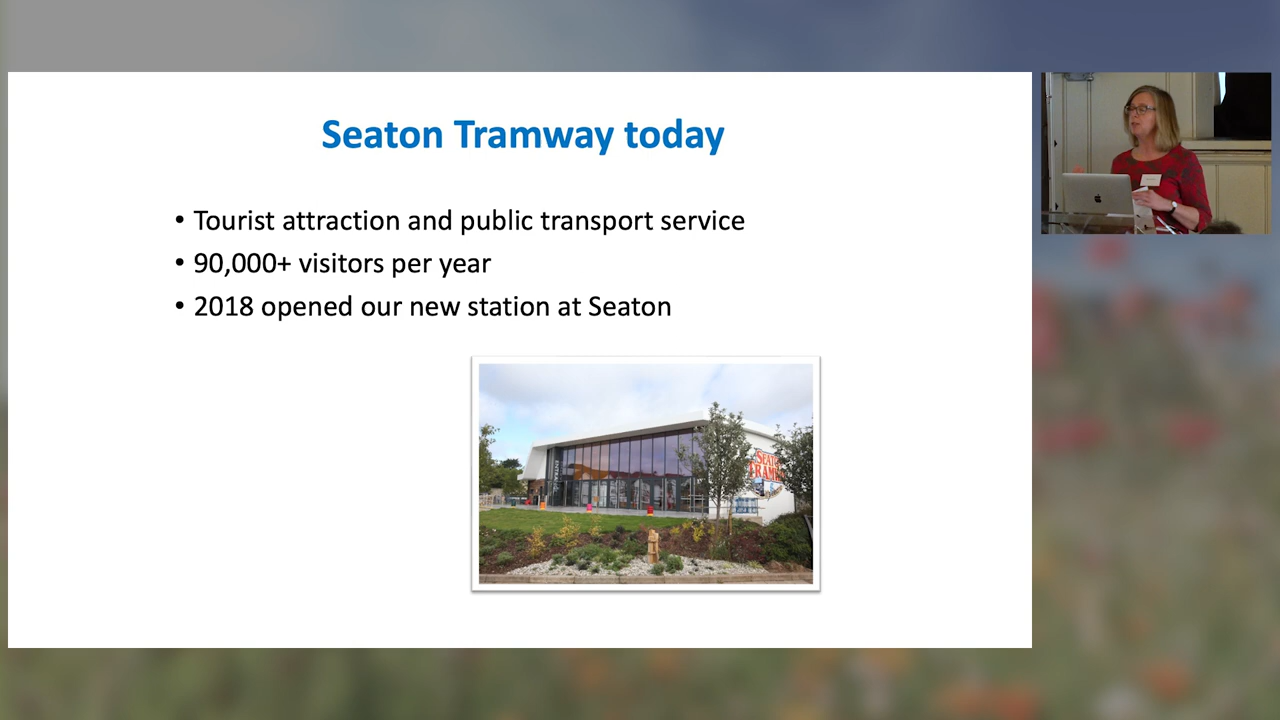 Seaton Tramway today
• Tourist attraction and public transport service
• 90,000+ visitors per year
• 2018 opened our new station at Seaton